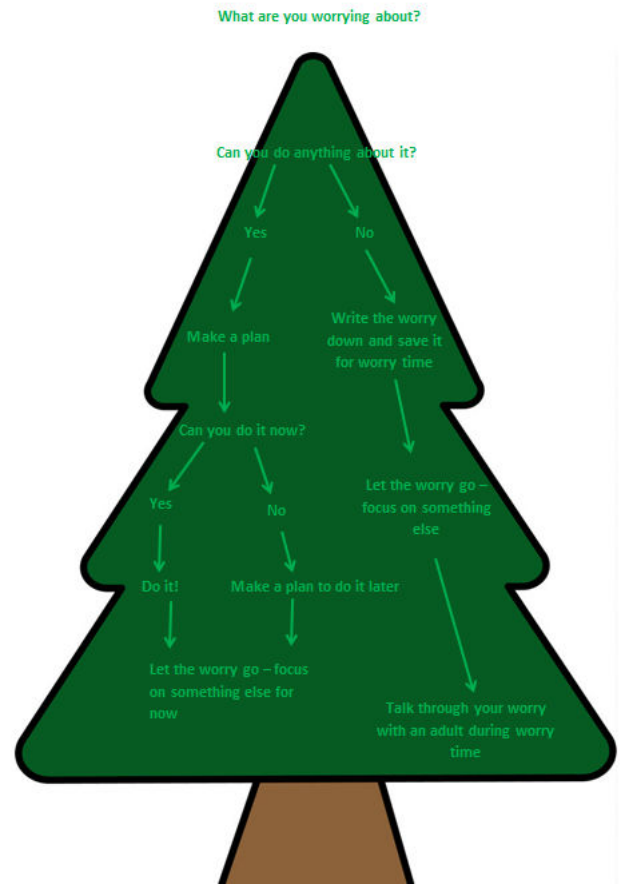 What are you worrying about?
Can you do anything about it?
Yes
No
Make a plan
Write the worry
down and save it
for worry time
Can you do it now?
Yes
No
Let the worry go –
focus on something
else
Do it!
Make a plan to do it later
Let the worry go – focus
on something else for
now
Talk through your worry
with an adult during worry
time